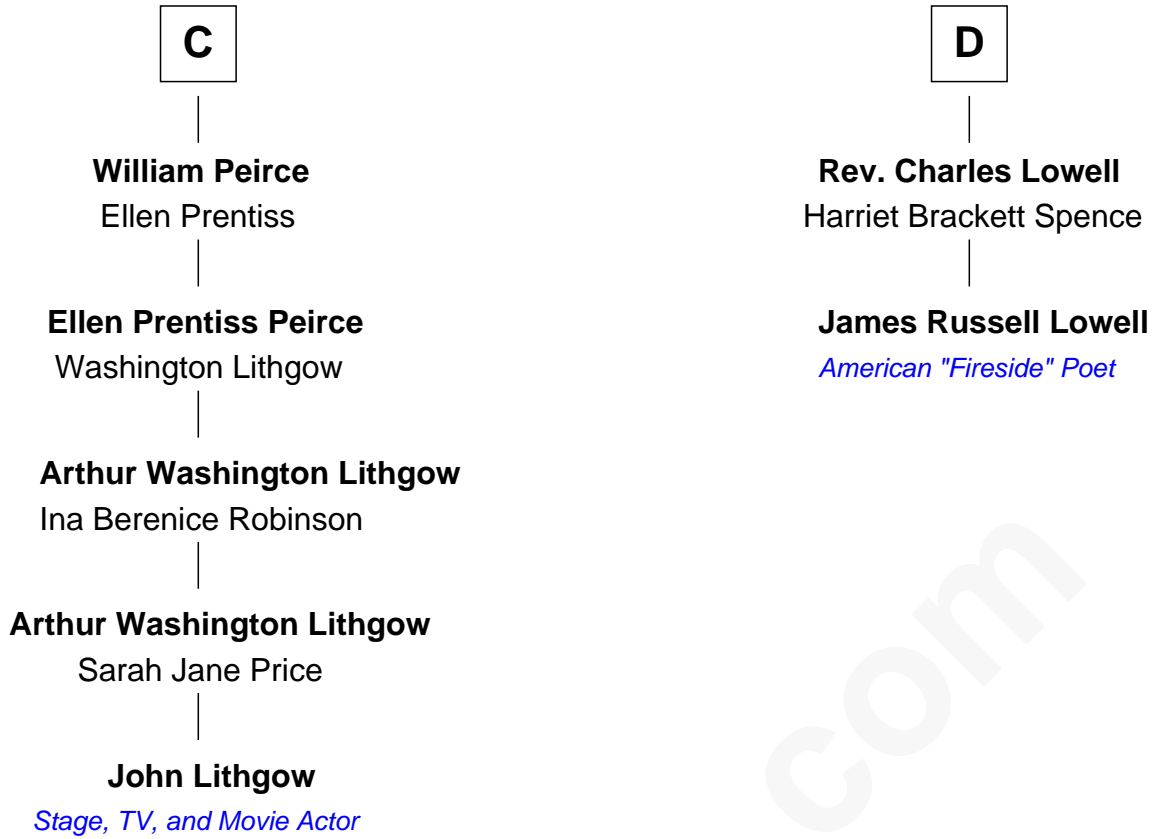 C
William Peirce
Ellen Prentiss
Ellen Prentiss Peirce
Washington Lithgow
Arthur Washington Lithgow
Ina Berenice Robinson
Arthur Washington Lithgow
Sarah Jane Price
John Lithgow
Stage, TV, and Movie Actor
D
Rev. Charles Lowell
Harriet Brackett Spence
James Russell Lowell
American "Fireside" Poet
com